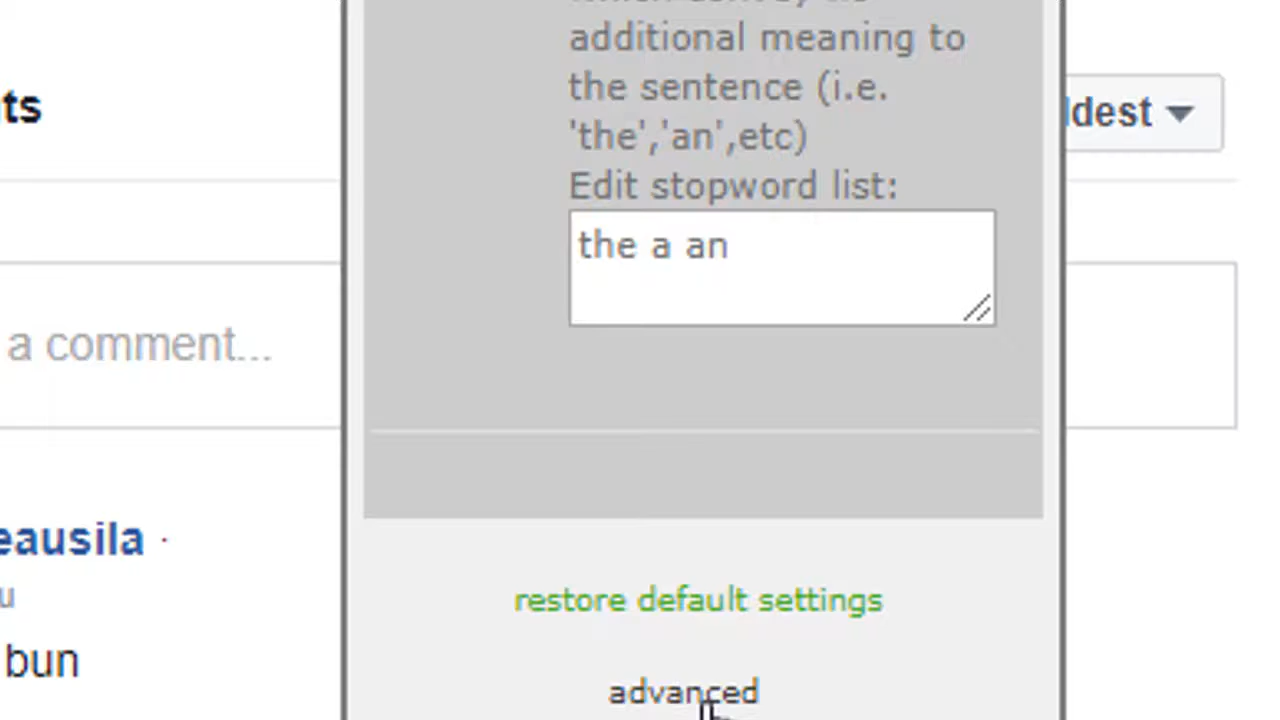 additional meaning to
the sentence (i.e.
'the','an',etc)
Edit stopword list:
the a an
ts
ldest
a comment...
eausila ·
u
bun
restore default settings
advanced